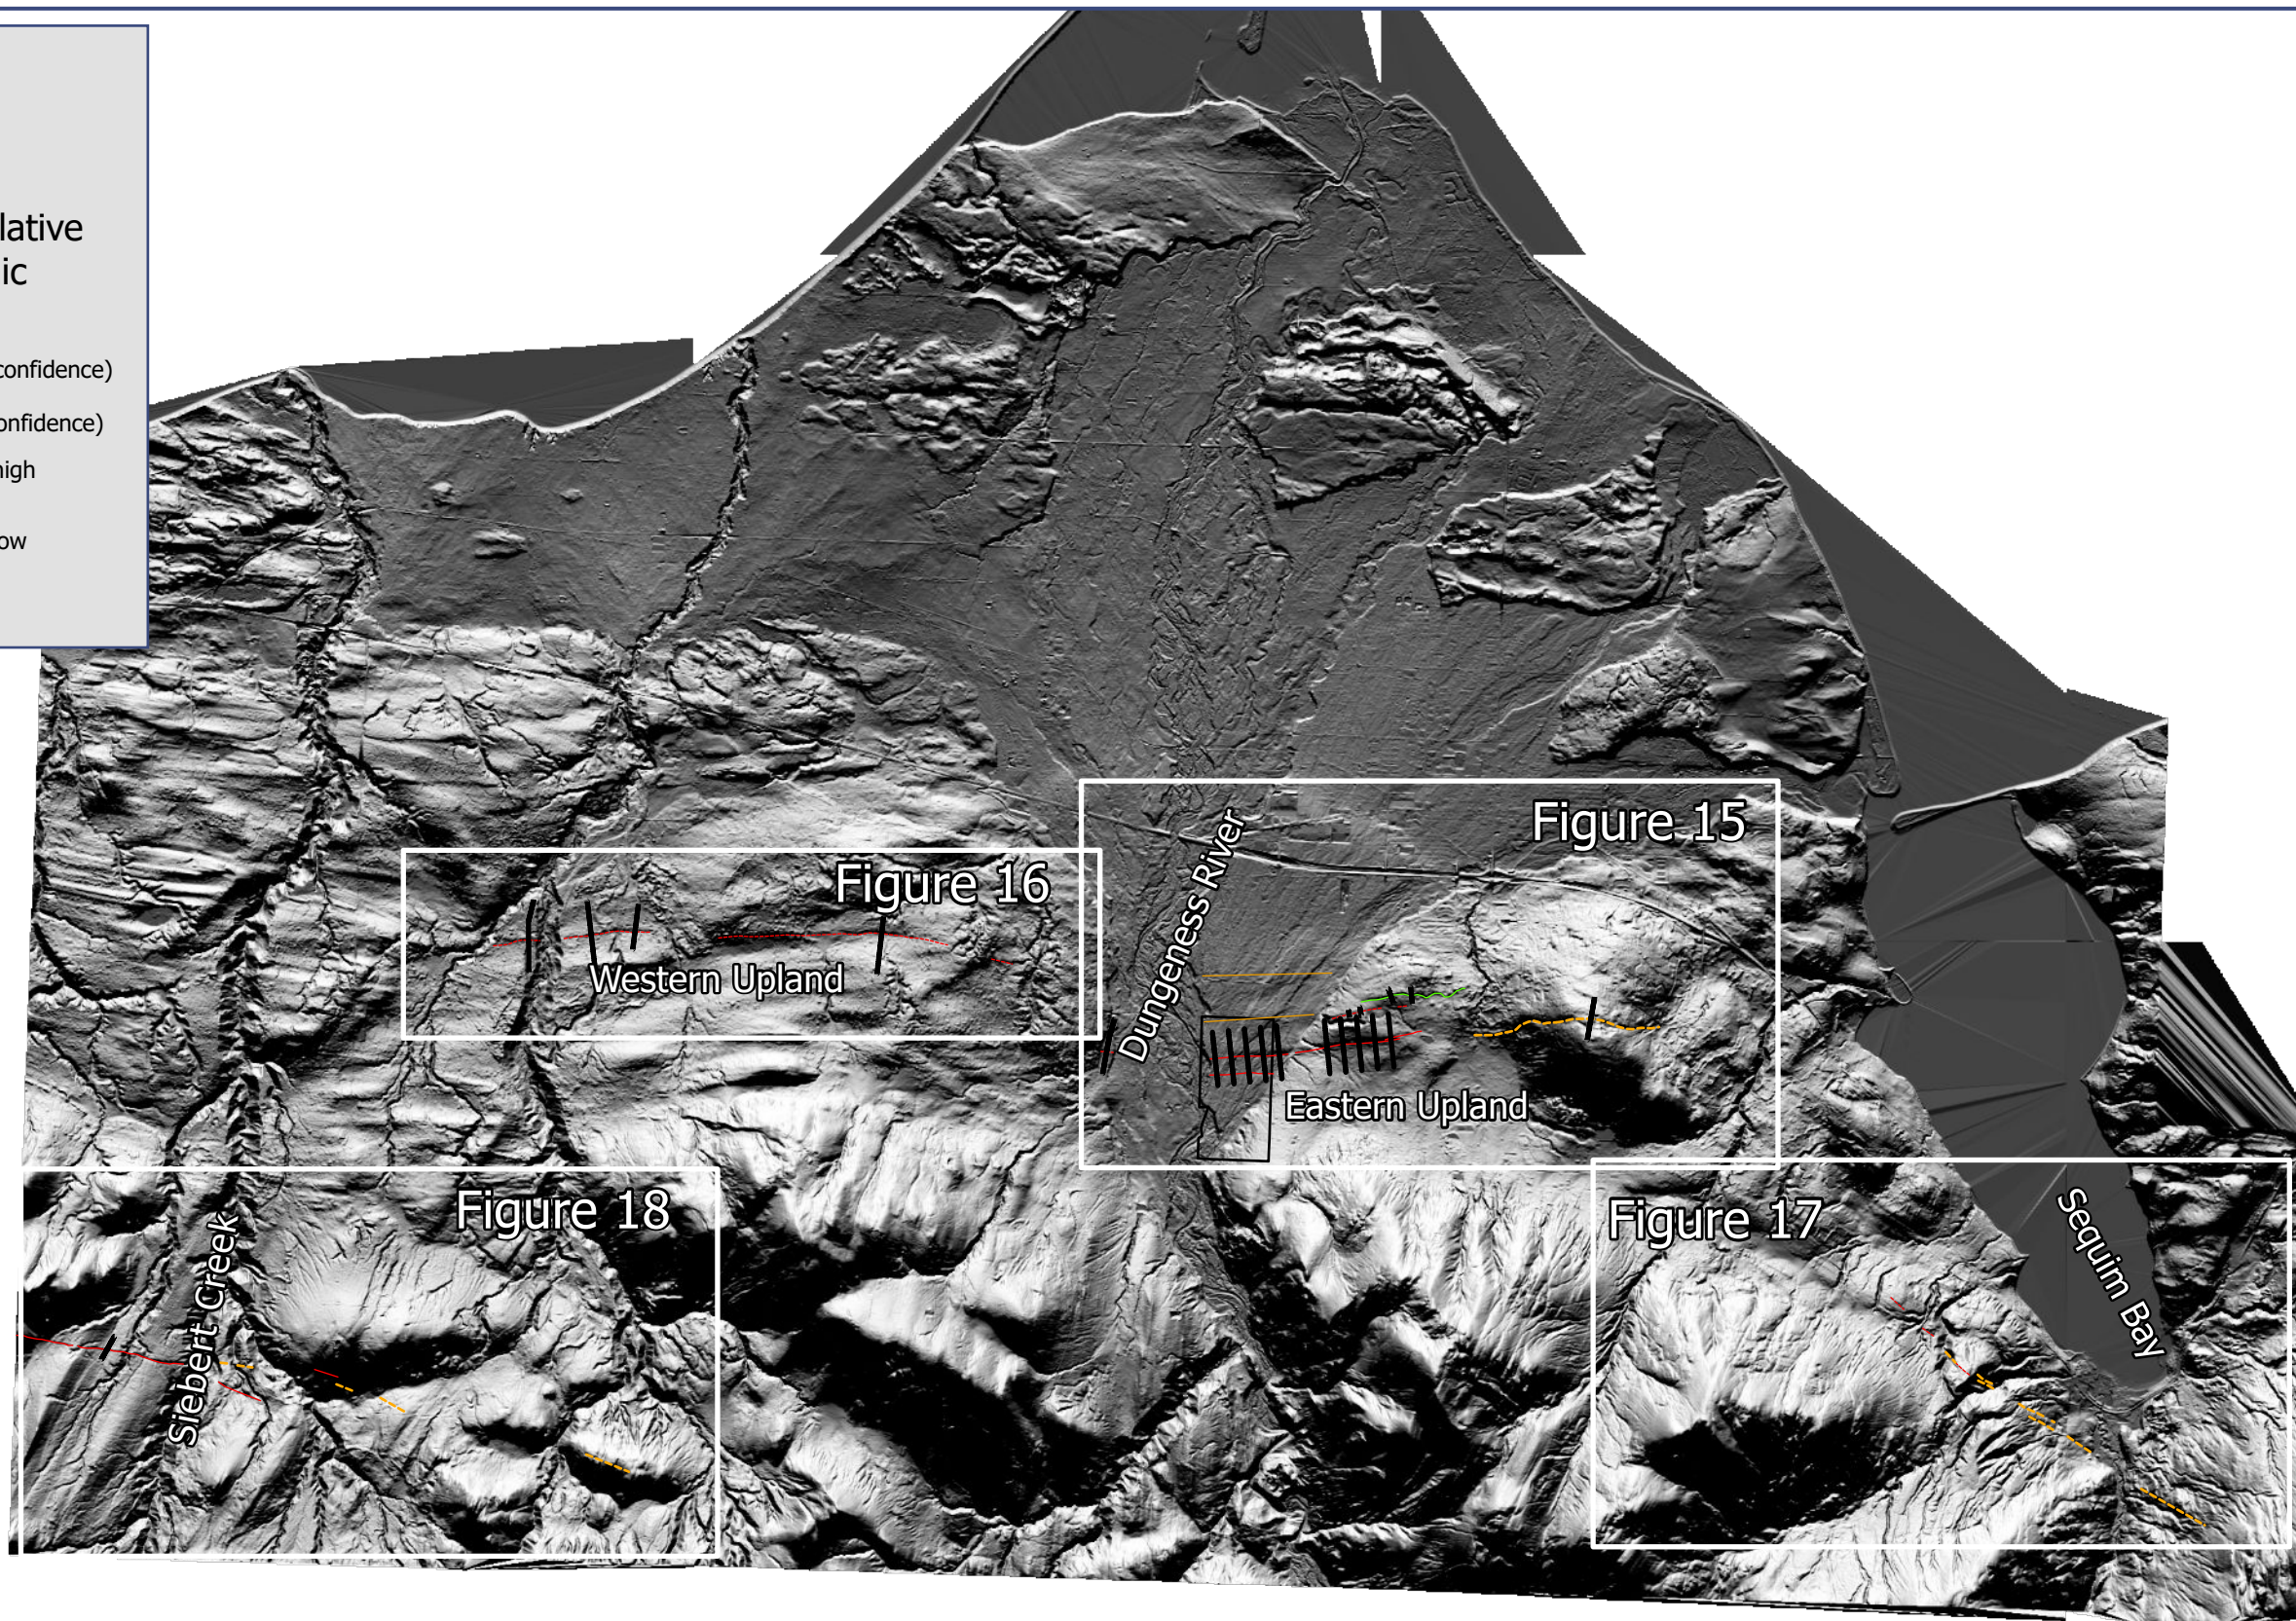 lative
ic
confidence)
onfidence)
high
ow
Figure 15
Figure 16
Dungeness River
Western Upland
Eastern Upland
Figure 18
Figure 17
Siebert Creek
Sequim Bay